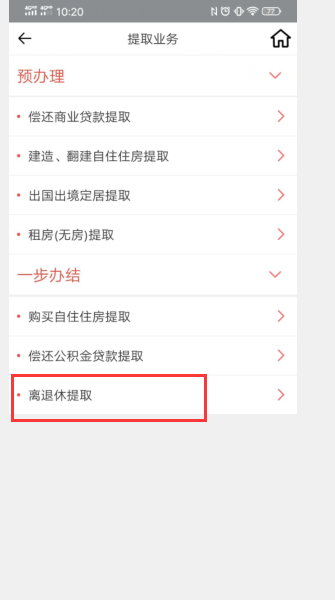 10:20 77
提取业务
预办理
偿还商业贷款提取
建造、翻建自住住房提取
出国出境定居提取
租房(无房)提取
一步办结
购买自住住房提取
偿还公积金贷款提取
离退休提取